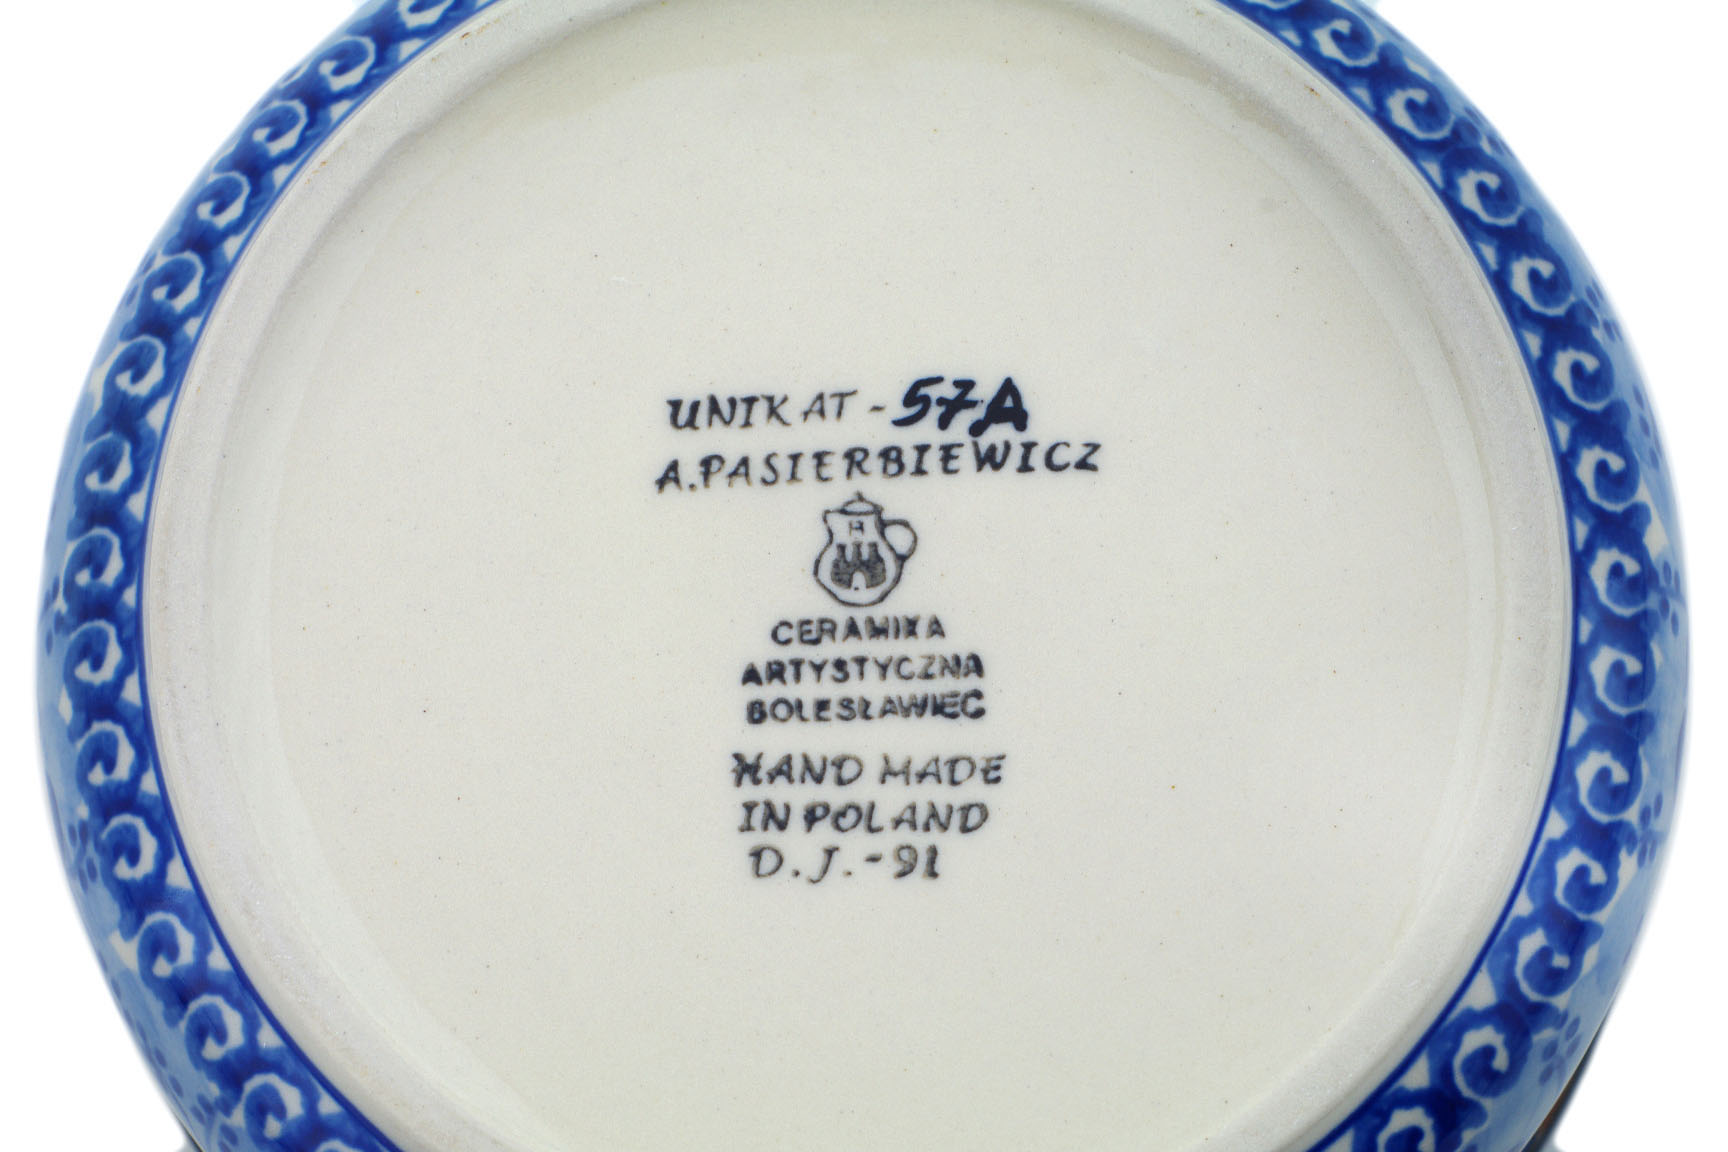 UNIKAT - 57A
A. PASIERBIEWICZ
CERAMIKA
ARTYSTYCZNA
BOLESŁAWIEC
HAND MADE
IN POLAND
D.J. - 91